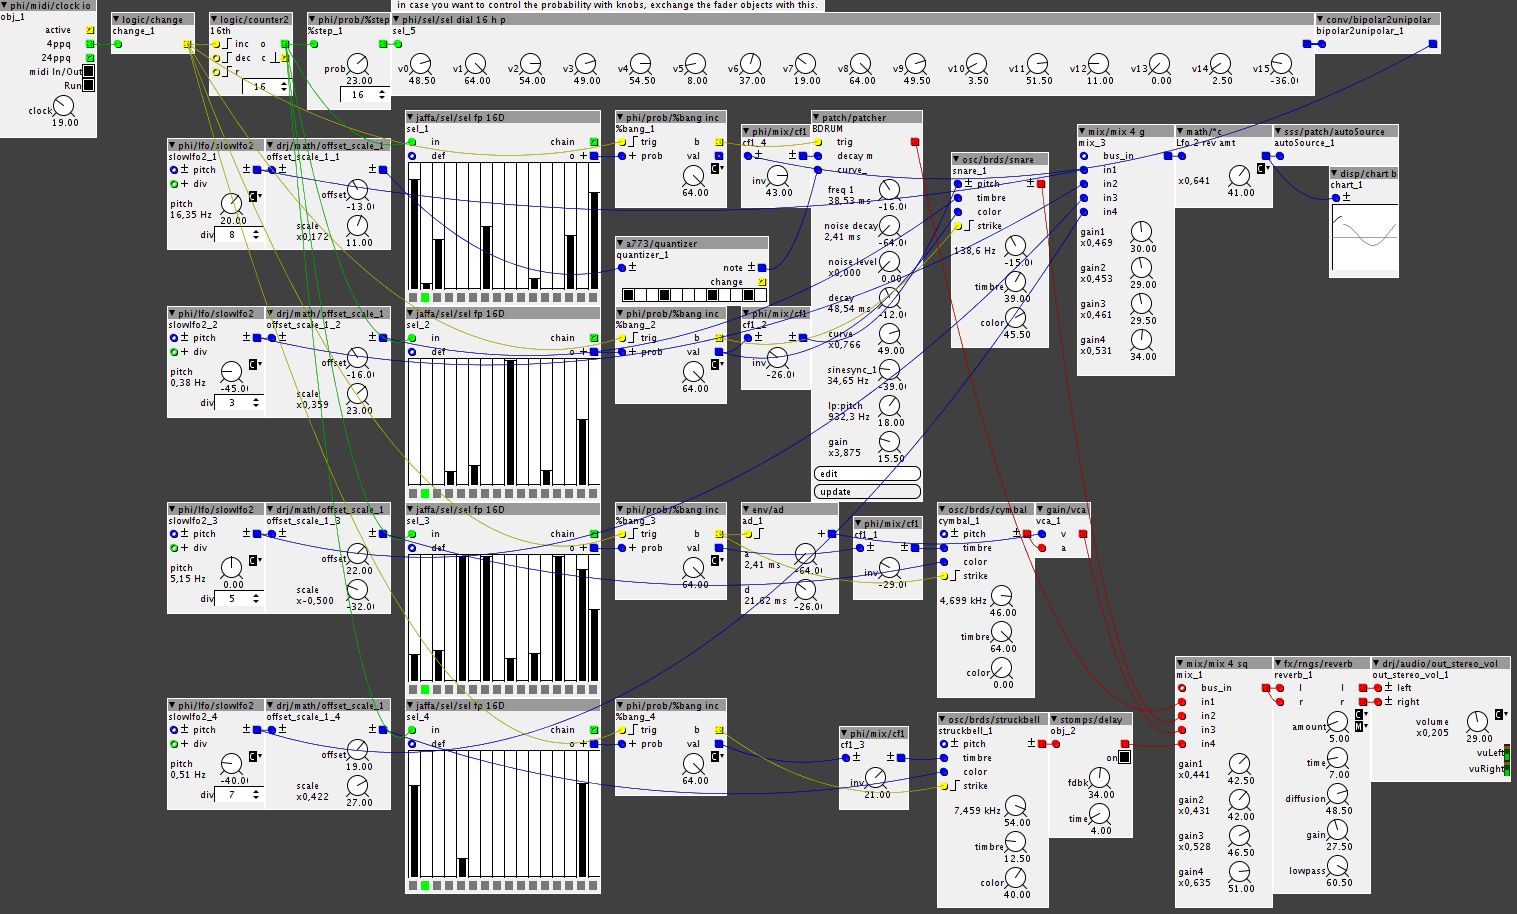 in case you want to control the probability with knobs, exchange the fader objects with this.
phi/midi/clock io
obj_1
active
4ppq
24ppq
midi In/Out
Run
clock
19.00
logic/change
change_1
logic/counter2
16th
inc o
dec c
r
16
phi/prob/%step
%step_1
prob
23.00
16
phi/sel/sel dial 16 h p
sel_5
v0 v1 v2 v3 v4 v5 v6 v7 v8 v9 v10 v11 v12 v13 v14 v15
48.50 64.00 54.00 49.00 54.50 8.00 37.00 19.00 64.00 49.50 3.50 51.50 11.00 0.00 2.50 -36.0
conv/bipolar2unipolar
bipolar2unipolar_1
phi/lfo/slowlfo2
slowlfo2_1
pitch
div
pitch
16,35 Hz
20.00
div 8
drj/math/offset_scale_1
offset_scale_1_1
offset
-13.0
scale
x0,172
11.00
jaffa/sel/sel fp 16D
sel_1
in chain
def o
phi/prob/%bang inc
%bang_1
trig b
prob val
64.00
phi/mix/cf1
cf1_4
inv
43.00
patch/patcher
BDRUM
trig
decay m
curve_
freq 1
38,53 Hz
-16.0
noise decay
2,41 ms
-64.0
noise level
x0,000
0.00
decay
48,54 ms
-12.0
curve
x0,766
49.00
sinesync_1
34,65 Hz
-39.0
lp:pitch
932,3 Hz
18.00
gain
x3,875
15.50
edit
update
osc/brds/snare
snare_1
pitch
timbre
color
strike
138,6 Hz
-15.0
timbre
39.00
color
45.50
mix/mix 4 g
mix_3
bus_in
in1
in2
in3
in4
gain1
x0,469
30.00
gain2
x0,453
29.00
gain3
x0,461
29.50
gain4
x0,531
34.00
math/*c
Lfo 2 rev amt
x0,641
41.00
sss/patch/autoSource
autoSource_1
disp/chart b
chart_1
a773/quantizer
quantizer_1
note
change
phi/lfo/slowlfo2
slowlfo2_2
pitch
div
pitch
0,38 Hz
-45.0
div 3
drj/math/offset_scale_1
offset_scale_1_2
offset
-16.0
scale
x0,359
23.00
jaffa/sel/sel fp 16D
sel_2
in chain
def o
phi/prob/%bang inc
%bang_2
trig b
prob val
64.00
phi/mix/cf1
cf1_2
inv
-26.0
phi/lfo/slowlfo2
slowlfo2_3
pitch
div
pitch
5,15 Hz
0.00
div 5
drj/math/offset_scale_1
offset_scale_1_3
offset
22.00
scale
x-0,500
-32.0
jaffa/sel/sel fp 16D
sel_3
in chain
def o
phi/prob/%bang inc
%bang_3
trig b
prob val
64.00
env/ad
ad_1
a
2,41 ms
-64.0
d
21,62 ms
-26.0
phi/mix/cf1
cf1_1
inv
-29.0
osc/brds/cymbal
cymbal_1
pitch
timbre
color
strike
4,699 kHz
46.00
timbre
64.00
color
0.00
gain/vca
vca_1
v
a
phi/lfo/slowlfo2
slowlfo2_4
pitch
div
pitch
0,51 Hz
-40.0
div 7
drj/math/offset_scale_1
offset_scale_1_4
offset
19.00
scale
x0,422
27.00
jaffa/sel/sel fp 16D
sel_4
in chain
def o
phi/prob/%bang inc
%bang_4
trig b
prob val
64.00
phi/mix/cf1
cf1_3
inv
21.00
osc/brds/struckbell
struckbell_1
pitch
timbre
color
strike
7,459 kHz
54.00
timbre
12.50
color
40.00
stomps/delay
obj_2
on
fdbk
34.00
time
4.00
mix/mix 4 sq
mix_1
bus_in
in1
in2
in3
in4
gain1
x0,441
42.50
gain2
x0,431
42.00
gain3
x0,528
46.50
gain4
x0,635
51.00
fx/rngs/reverb
reverb_1
l l
r r
amount
5.00
time
7.00
diffusion
48.50
gain
27.50
lowpass
60.50
drj/audio/out_stereo_vol
out_stereo_vol_1
left
right
volume
x0,205
29.00
vuLeft
vuRight